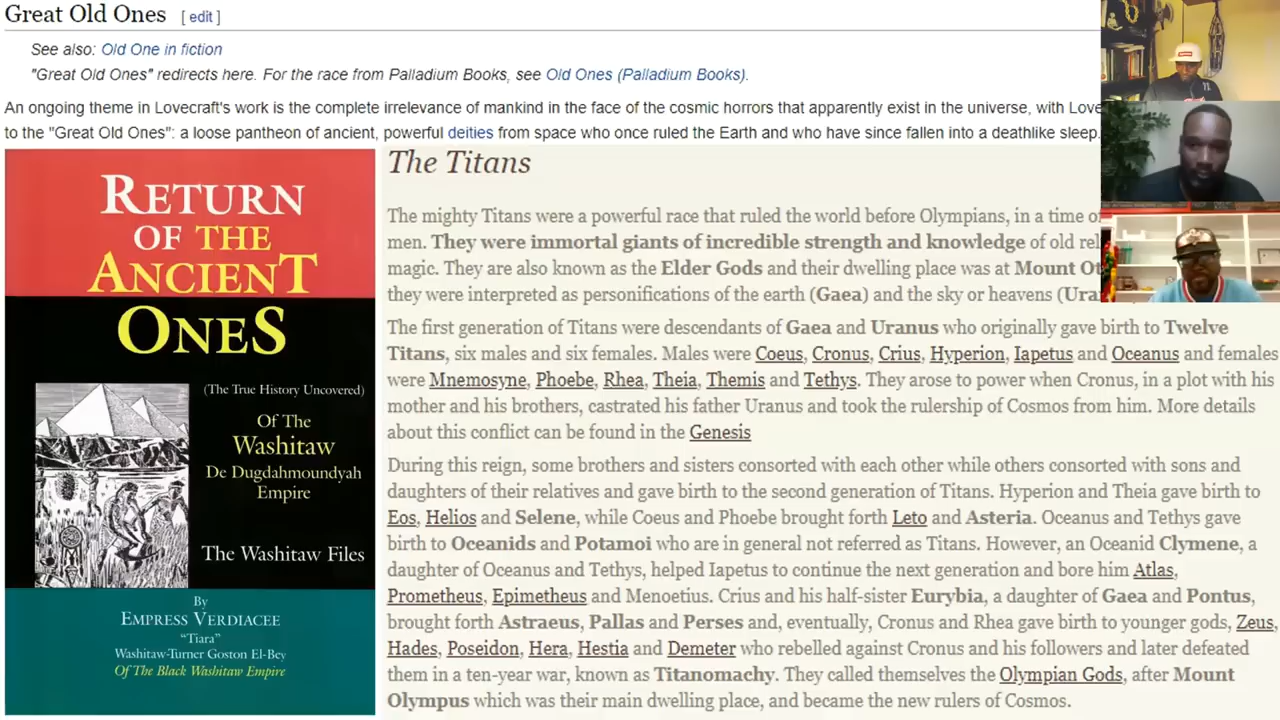 Great Old Ones [ edit ]
See also: Old One in fiction
"Great Old Ones" redirects here. For the race from Palladium Books, see Old Ones (Palladium Books).
An ongoing theme in Lovecraft's work is the complete irrelevance of mankind in the face of the cosmic horrors that apparently exist in the universe, with
to the "Great Old Ones": a loose pantheon of ancient, powerful deities from space who once ruled the Earth and who have since fallen into a deathlike sleep.
RETURN
OF THE
ANCIENT
ONES
(The True History Uncovered)
Of The
Washitaw
De Dugdahmoundyah
Empire
The Washitaw Files
By
EMPRESS VERDIACEE
"Tiara"
Washitaw-Turner Goston El-Bey
Of The Black Washitaw Empire
The Titans
The mighty Titans were a powerful race that ruled the world before Olympians, in a time
men. They were immortal giants of incredible strength and knowledge of old
magic. They are also known as the Elder Gods and their dwelling place was at Mount
they were interpreted as personifications of the earth (Gaea) and the sky or heavens
The first generation of Titans were descendants of Gaea and Uranus who originally gave birth to Twelve
Titans, six males and six females. Males were Coeus, Cronus, Crius, Hyperion, Iapetus and Oceanus and females
were Mnemosyne, Phoebe, Rhea, Theia, Themis and Tethys. They arose to power when Cronus, in a plot with his
mother and his brothers, castrated his father Uranus and took the rulership of Cosmos from him. More details
about this conflict can be found in the Genesis
During this reign, some brothers and sisters consorted with each other while others consorted with sons and
daughters of their relatives and gave birth to the second generation of Titans. Hyperion and Theia gave birth to
Eos, Helios and Selene, while Coeus and Phoebe brought forth Leto and Asteria. Oceanus and Tethys gave
birth to Oceanids and Potamoi who are in general not referred as Titans. However, an Oceanid Clymene, a
daughter of Oceanus and Tethys, helped Iapetus to continue the next generation and bore him Atlas,
Prometheus, Epimetheus and Menoetius. Crius and his half-sister Eurybia, a daughter of Gaea and Pontus,
brought forth Astraeus, Pallas and Perses and, eventually, Cronus and Rhea gave birth to younger gods, Zeus,
Hades, Poseidon, Hera, Hestia and Demeter who rebelled against Cronus and his followers and later defeated
them in a ten-year war, known as Titanomachy. They called themselves the Olympian Gods, after Mount
Olympus which was their main dwelling place, and became the new rulers of Cosmos.